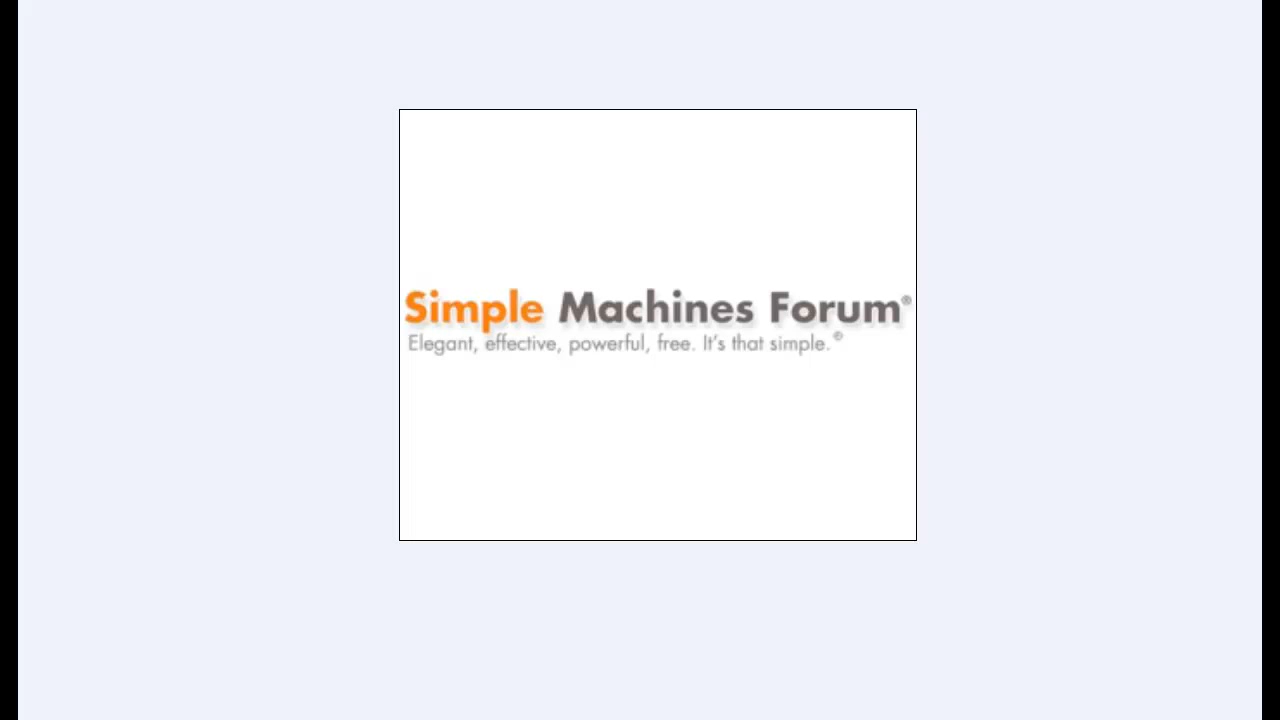 Simple Machines Forum®
Elegant, effective, powerful, free. It's that simple.®